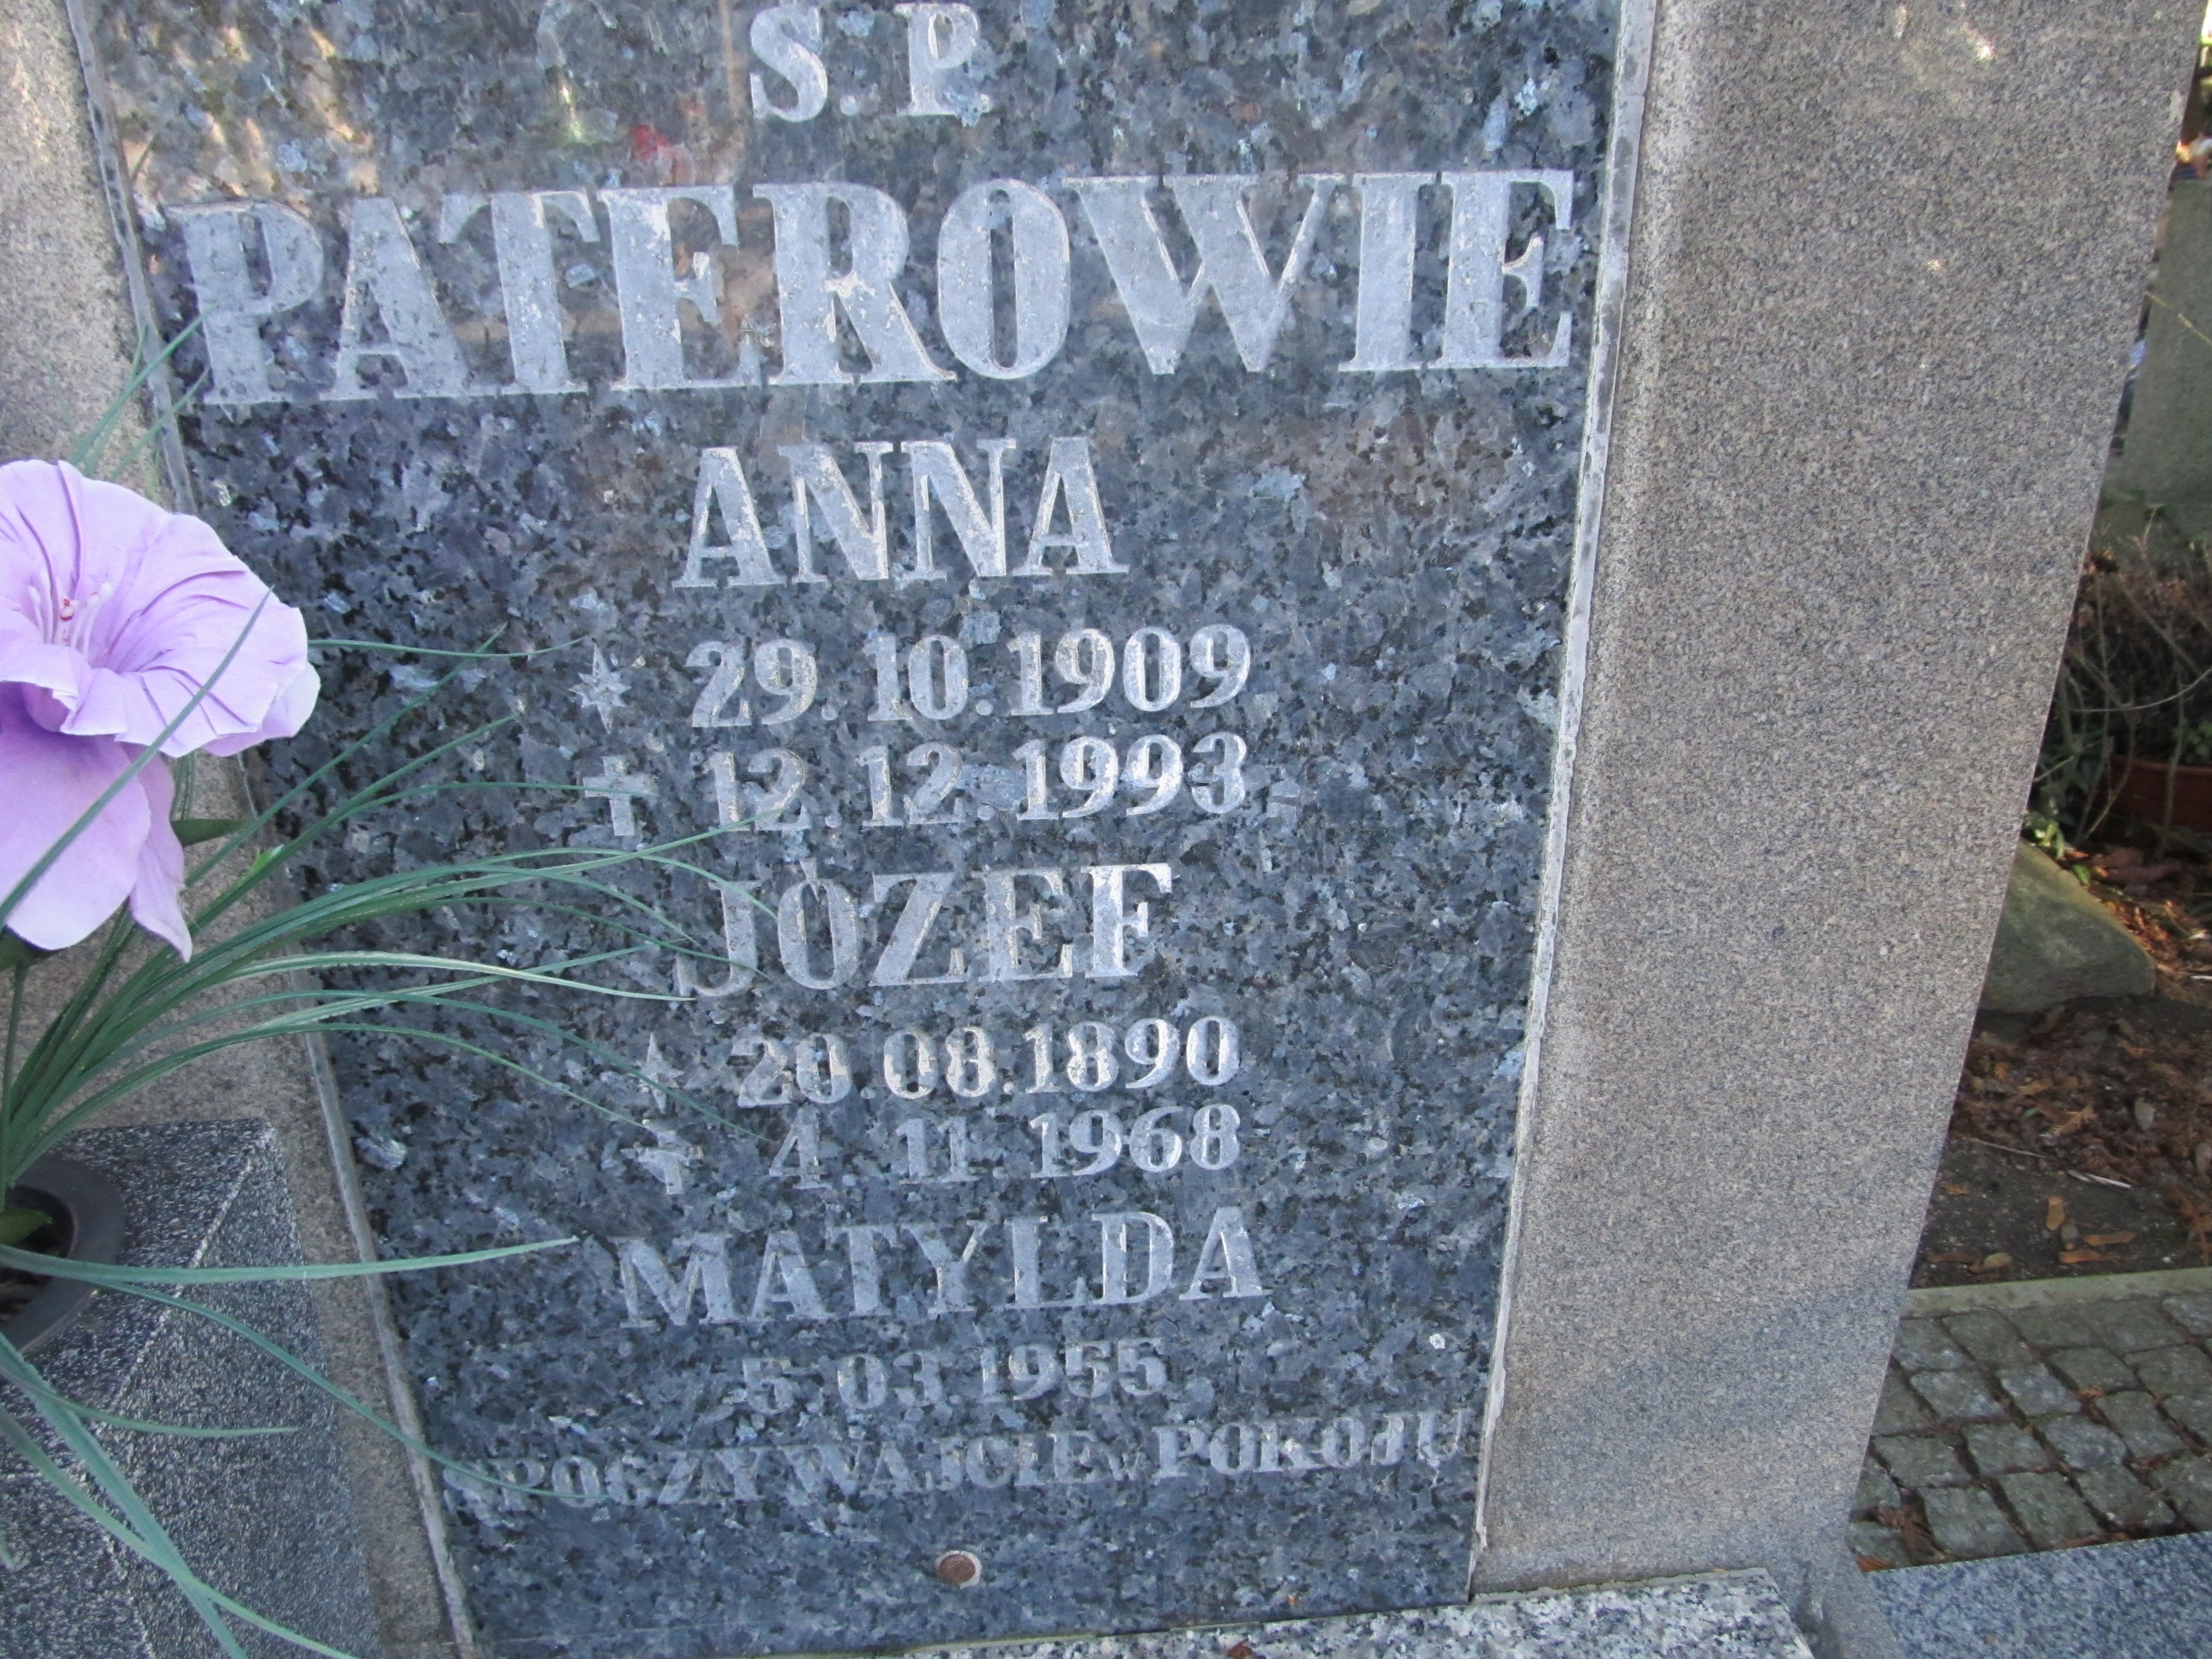 Ś.P.
PATEROWIE
ANNA
* 29.10.1909
✝ 12.12.1993
JÓZEF
* 20.08.1890
✝ 4.11.1968
MATYLDA
5.03.1955
SPOCZYWAJCIE W POKOJU